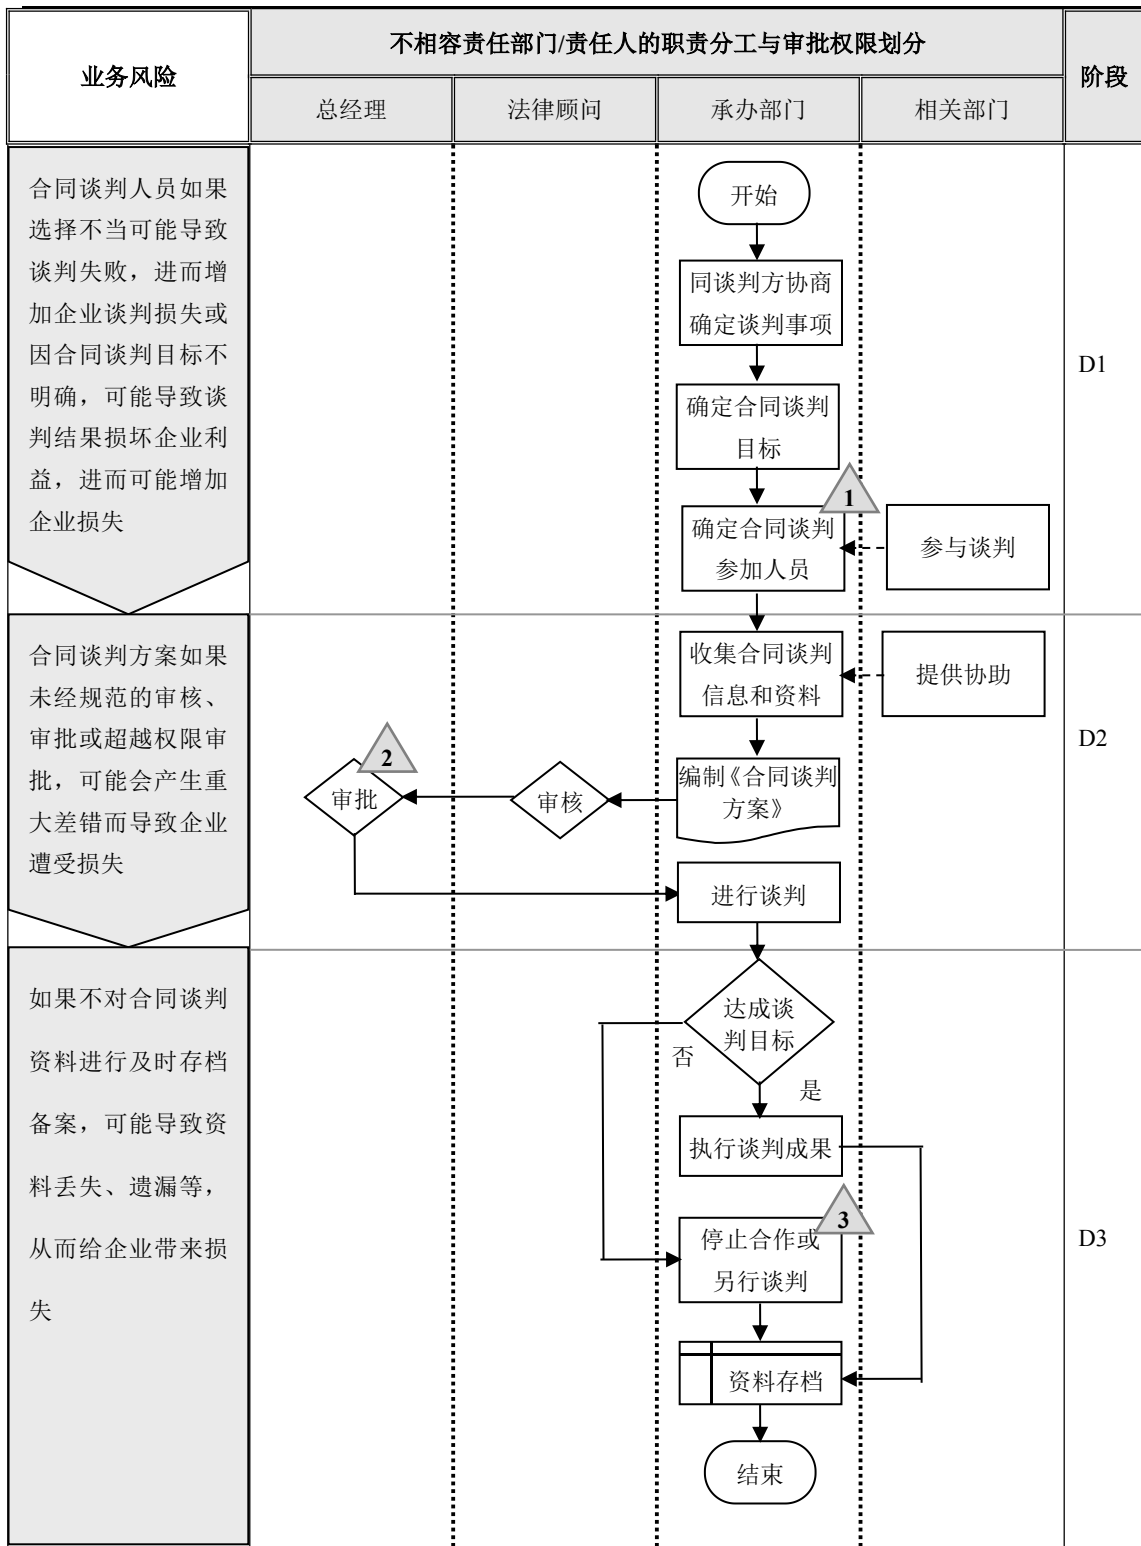 业务风险
不相容责任部门/责任人的职责分工与审批权限划分
阶段
总经理
法律顾问
承办部门
相关部门
合同谈判人员如果
选择不当可能导致
谈判失败，进而增
加企业谈判损失或
因合同谈判目标不
明确，可能导致谈
判结果损坏企业利
益，进而可能增加
企业损失
开始
同谈判方协商
确定谈判事项
确定合同谈判
目标
1
确定合同谈判
参加人员
参与谈判
D1
合同谈判方案如果
未经规范的审核、
审批或超越权限审
批，可能会产生重
大差错而导致企业
遭受损失
收集合同谈判
信息和资料
提供协助
2
审批
审核
编制《合同谈判
方案》
进行谈判
D2
如果不对合同谈判
资料进行及时存档
备案，可能导致资
料丢失、遗漏等，
从而给企业带来损
失
达成谈
判目标
否
是
执行谈判成果
3
停止合作或
另行谈判
资料存档
结束
D3